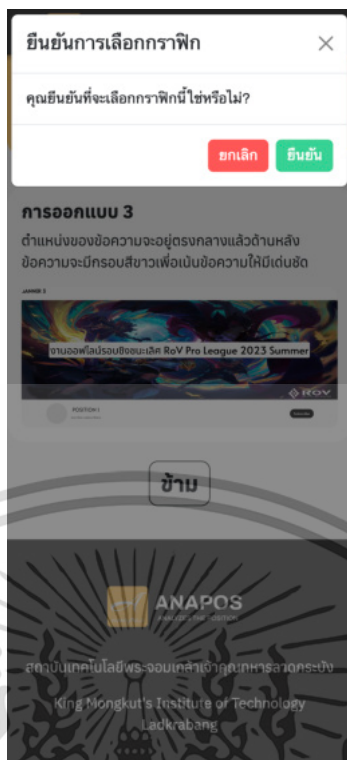 ยืนยันการเลือกกราฟิก
คุณยืนยันที่จะเลือกกราฟิกนี้ใช่หรือไม่?
ยกเลิก
ยืนยัน
การออกแบบ 3
ตำแหน่งของข้อความจะอยู่ตรงกลางแล้วด้านหลัง
ข้อความจะมีกรอบสีขาวเพื่อเน้นข้อความให้มีเด่นชัด
งานออฟไลน์รอบชิงชนะเลิศ RoV Pro League 2023 Summer
ROV
POSITION 1
ข้าม
ANAPOS
ANALYZES THE POSITION
สถาบันเทคโนโลยีพระจอมเกล้าเจ้าคุณทหารลาดกระบัง
King Mongkut's Institute of Technology
Ladkrabang